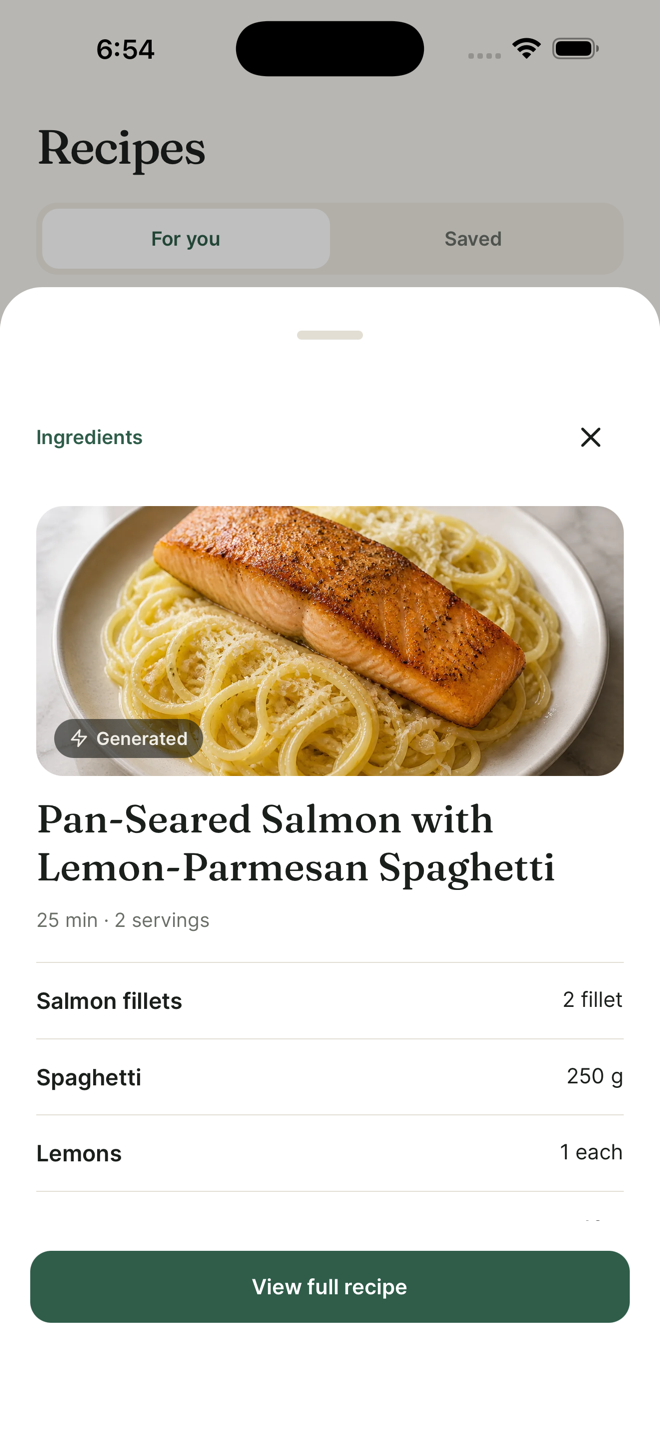 6:54
Recipes
For you
Saved
Ingredients
Generated
Pan-Seared Salmon with
Lemon-Parmesan Spaghetti
25 min · 2 servings
Salmon fillets 2 fillet
Spaghetti 250 g
Lemons 1 each
View full recipe